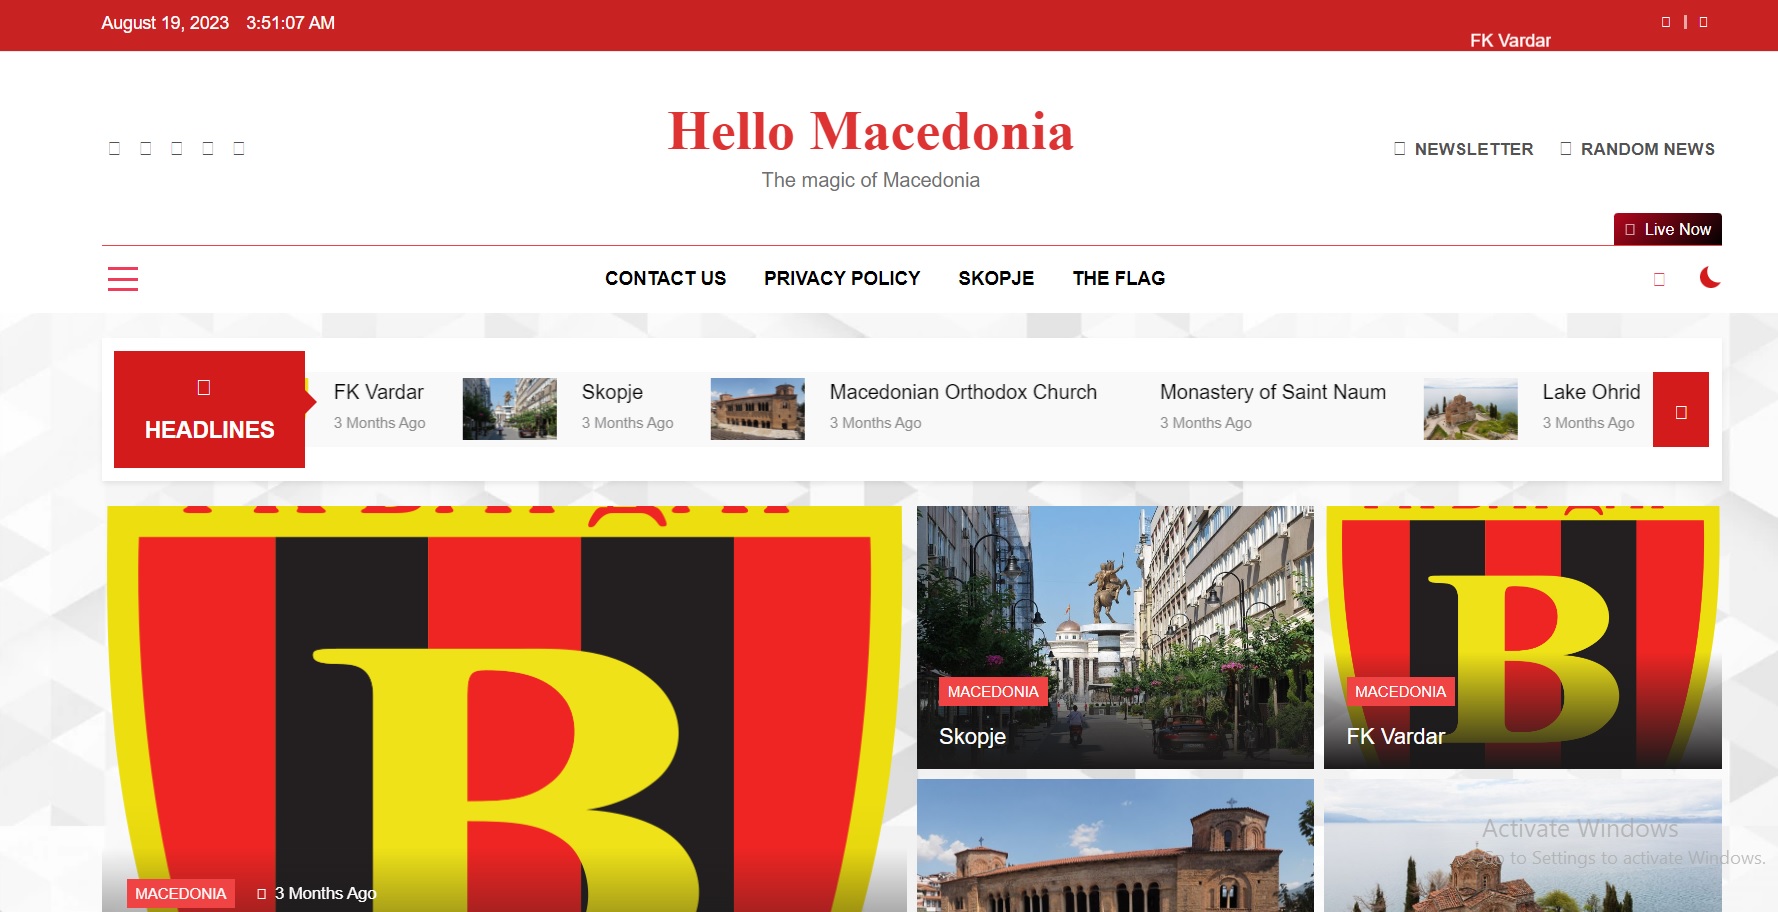 August 19, 2023 3:51:07 AM
FK Vardar
Hello Macedonia
The magic of Macedonia
NEWSLETTER
RANDOM NEWS
Live Now
CONTACT US
PRIVACY POLICY
SKOPJE
THE FLAG
HEADLINES
FK Vardar
3 Months Ago
Skopje
3 Months Ago
Macedonian Orthodox Church
3 Months Ago
Monastery of Saint Naum
3 Months Ago
Lake Ohrid
3 Months Ago
B
MACEDONIA
3 Months Ago
MACEDONIA
Skopje
B
MACEDONIA
FK Vardar
Activate Windows
Go to Settings to activate Windows.